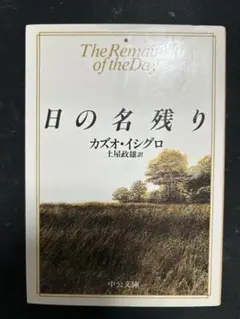 The Remains
of the Day
日の名残り
カズオ・イシグロ
土屋政雄訳
中公文庫